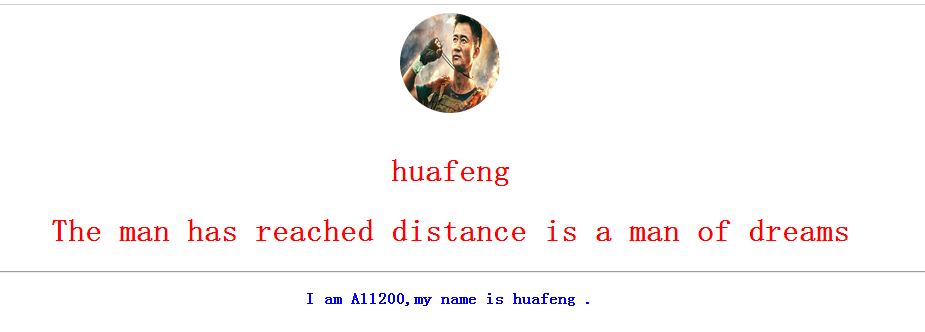 huafeng
The man has reached distance is a man of dreams
I am A11200,my name is huafeng .